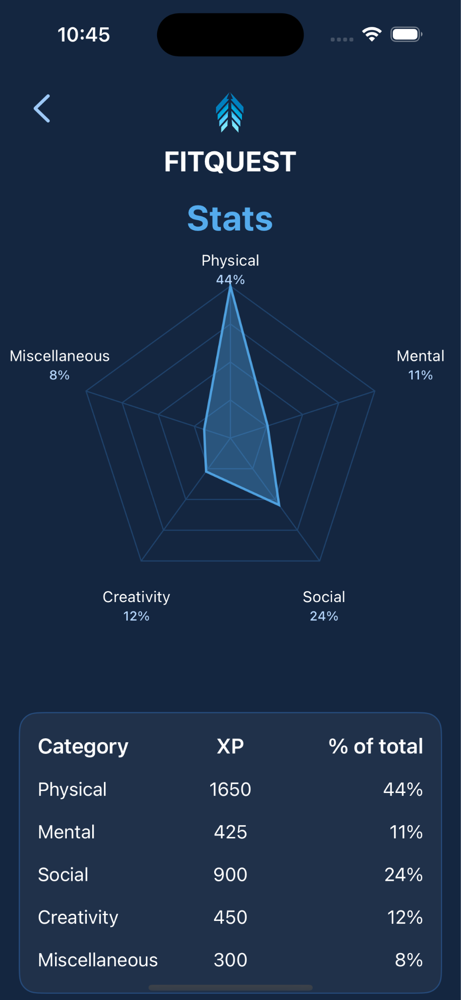 10:45
FITQUEST
Stats
Physical
44%
Miscellaneous
8%
Mental
11%
Creativity
12%
Social
24%
Category XP % of total
Physical 1650 44%
Mental 425 11%
Social 900 24%
Creativity 450 12%
Miscellaneous 300 8%